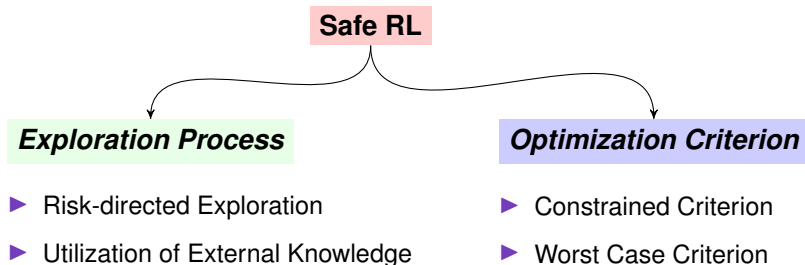 Safe RL
Exploration Process
Optimization Criterion
Risk-directed Exploration
Utilization of External Knowledge
Constrained Criterion
Worst Case Criterion